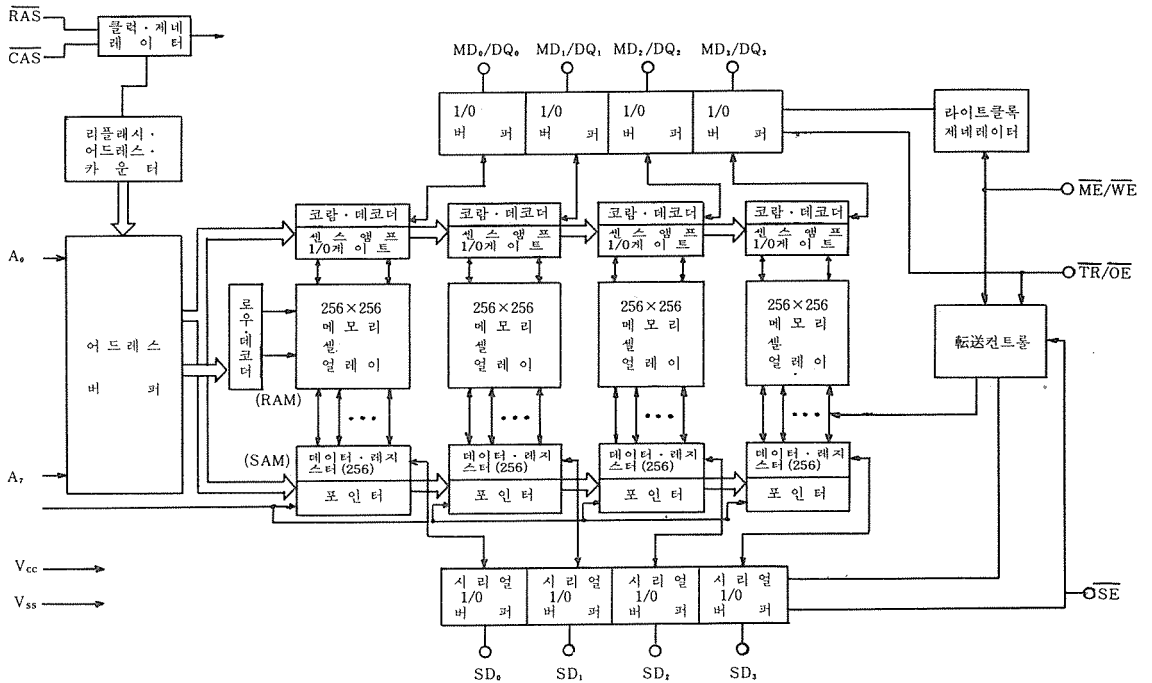 RAS
CAS
클럭·제네
레이터
리플래시·
어드레스·
카운터
A₀
어드레스
버퍼
A₇
Vcc
Vss
로우·데코더
(RAM)
(SAM)
MD₀/DQ₀
MD₁/DQ₁
MD₂/DQ₂
MD₃/DQ₃
1/0
버퍼
1/0
버퍼
1/0
버퍼
1/0
버퍼
라이트클록
제네레이터
ME/WE
TR/OE
転送컨트롤
SE
코람·데코더
센스앰프
1/0게이트
코람·데코더
센스앰프
1/0게이트
코람·데코더
센스앰프
1/0게이트
코람·데코더
센스앰프
1/0게이트
256×256
메모리
셀
얼레이
256×256
메모리
셀
얼레이
256×256
메모리
셀
얼레이
256×256
메모리
셀
얼레이
데이터·레지
스터(256)
포인터
데이터·레지
스터(256)
포인터
데이터·레지
스터(256)
포인터
데이터·레지
스터(256)
포인터
시리얼
1/0
버퍼
시리얼
1/0
버퍼
시리얼
1/0
버퍼
시리얼
1/0
버퍼
SD₀
SD₁
SD₂
SD₃